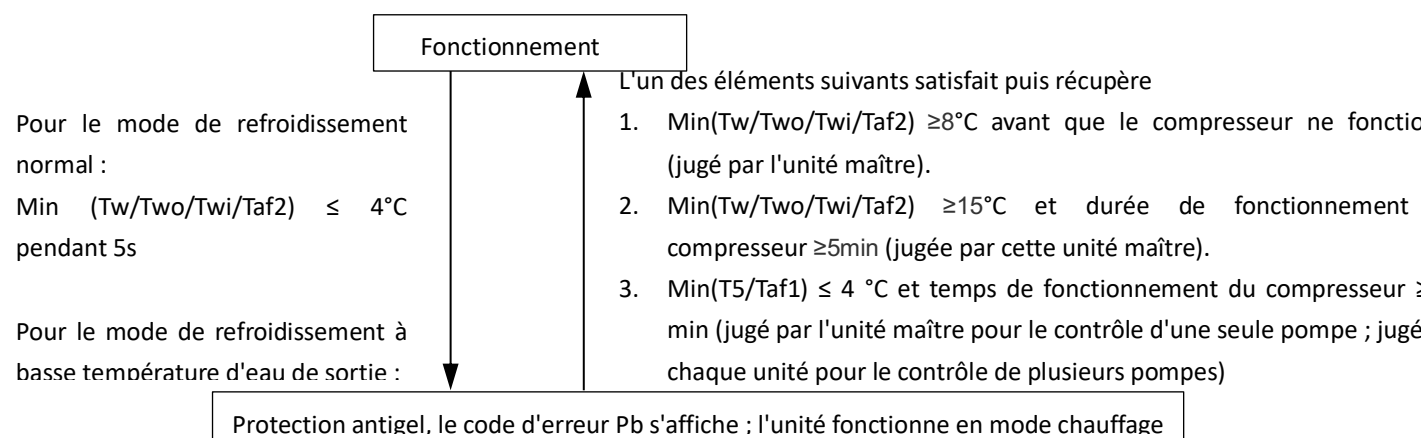 Fonctionnement
Pour le mode de refroidissement
normal :
Min (Tw/Two/Twi/Taf2) ≤ 4°C
pendant 5s
Pour le mode de refroidissement à
basse température d'eau de sortie :
L'un des éléments suivants satisfait puis récupère
1. Min(Tw/Two/Twi/Taf2) ≥8°C avant que le compresseur ne
(jugé par l'unité maître).
2. Min(Tw/Two/Twi/Taf2) ≥15°C et durée de fonctionnement
compresseur ≥5min (jugée par cette unité maître).
3. Min(T5/Taf1) ≤ 4 °C et temps de fonctionnement du compresseur
min (jugé par l'unité maître pour le contrôle d'une seule pompe ;
chaque unité pour le contrôle de plusieurs pompes)
Protection antigel, le code d'erreur Pb s'affiche ; l'unité fonctionne en mode chauffage